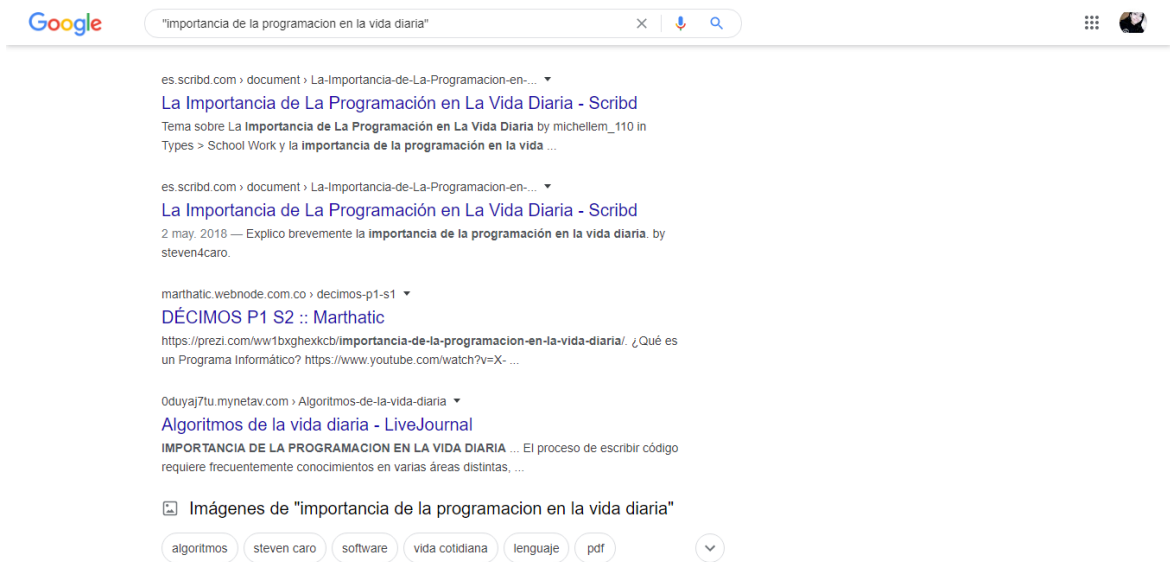 Google
"importancia de la programacion en la vida diaria"
es.scribd.com › document › La-Importancia-de-La-Programacion-en-...
La Importancia de La Programación en La Vida Diaria - Scribd
Tema sobre La Importancia de La Programación en La Vida Diaria by michellem_110 in
Types > School Work y la importancia de la programación en la vida ...
es.scribd.com › document › La-Importancia-de-La-Programacion-en-...
La Importancia de La Programación en La Vida Diaria - Scribd
2 may. 2018 — Explico brevemente la importancia de la programación en la vida diaria. by
steven4caro.
marthatic.webnode.com.co › decimos-p1-s1
DÉCIMOS P1 S2 :: Marthatic
https://prezi.com/ww1bxghexkcb/importancia-de-la-programacion-en-la-vida-diaria/. ¿Qué es
un Programa Informático? https://www.youtube.com/watch?v=X- ...
0duyaj7tu.mynetav.com › Algoritmos-de-la-vida-diaria
Algoritmos de la vida diaria - LiveJournal
IMPORTANCIA DE LA PROGRAMACION EN LA VIDA DIARIA ... El proceso de escribir código
requiere frecuentemente conocimientos en varias áreas distintas, ...
Imágenes de "importancia de la programacion en la vida diaria"
algoritmos steven caro software vida cotidiana lenguaje pdf